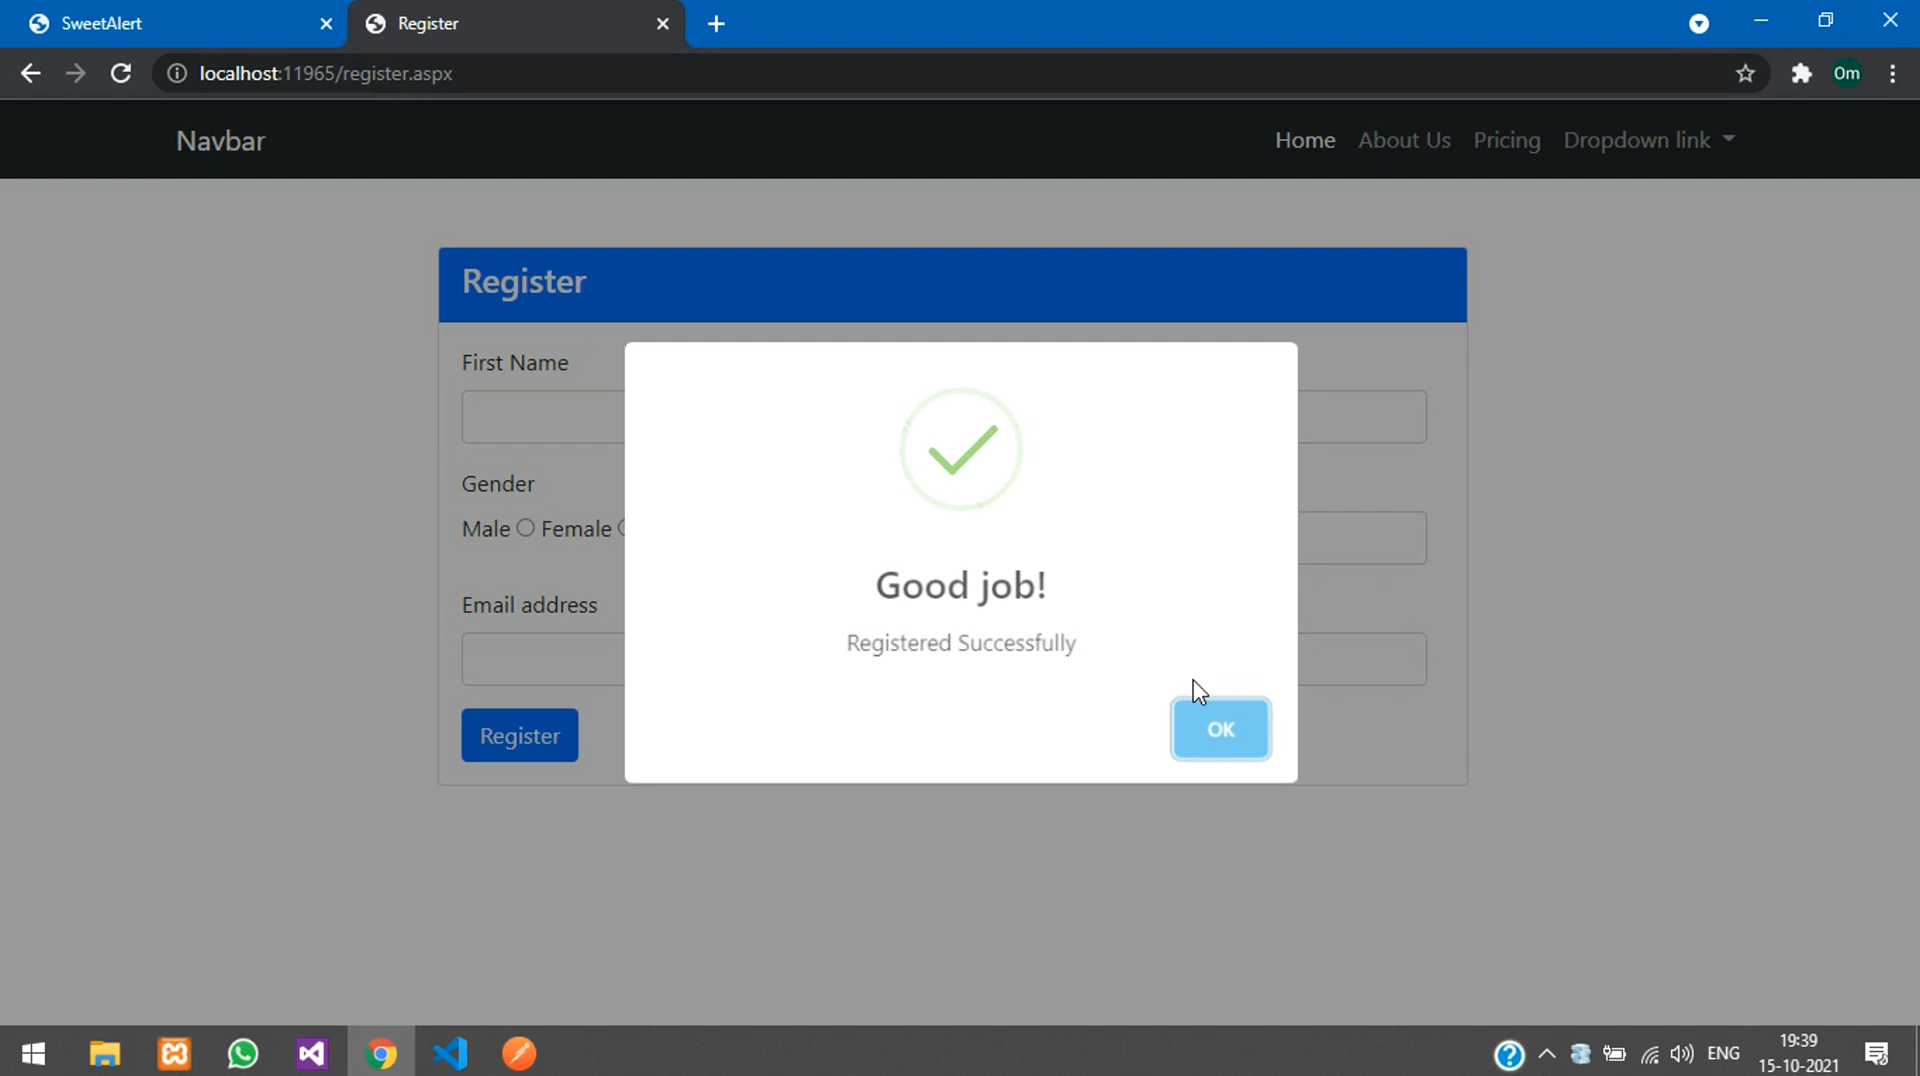 SweetAlert
Register
localhost:11965/register.aspx
Om
Navbar
Home About Us Pricing Dropdown link
Register
First Name
Gender
Male Female
Email address
Register
Good job!
Registered Successfully
OK
ENG
19:39
15-10-2021